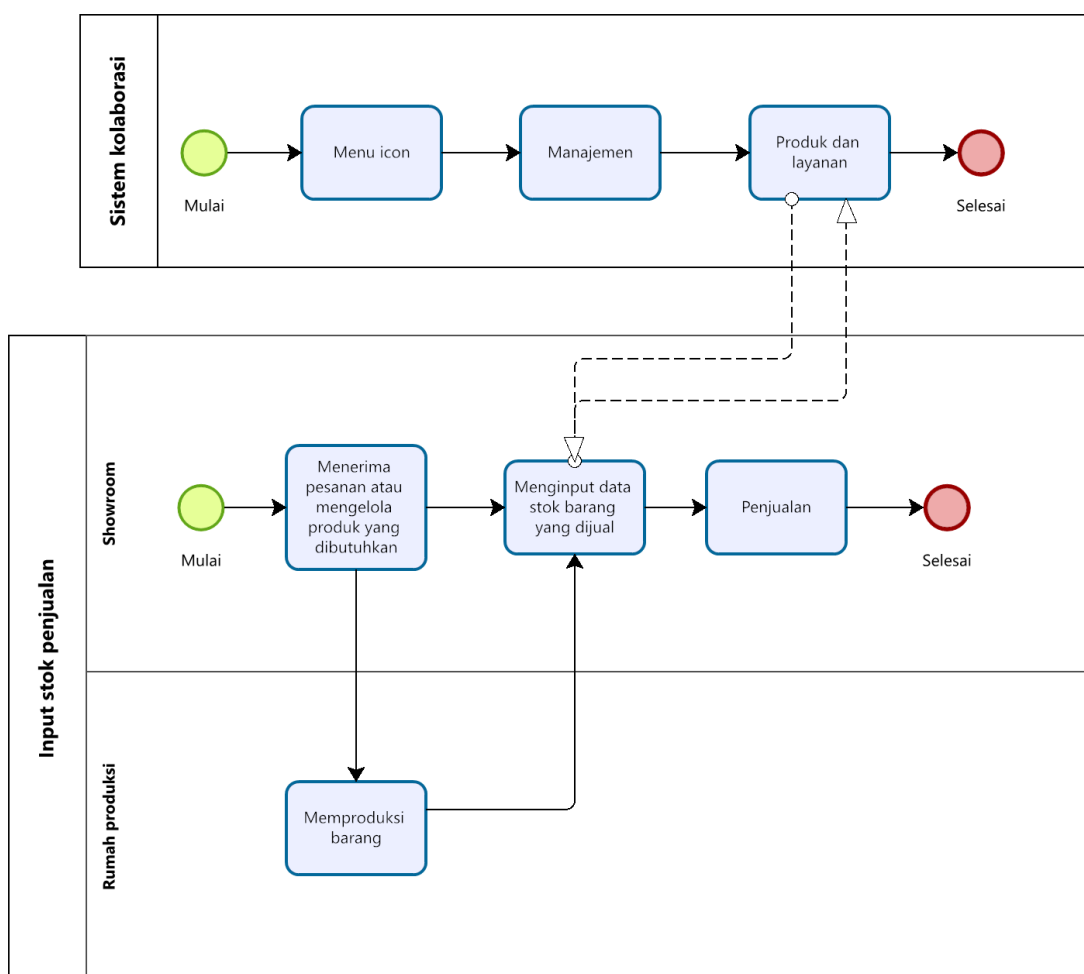 Sistem kolaborasi
Menu icon
Manajemen
Produk dan
layanan
Mulai
Selesai
Input stok penjualan
Showroom
Menerima
pesanan atau
mengelola
produk yang
dibutuhkan
Menginput data
stok barang
yang dijual
Penjualan
Mulai
Selesai
Rumah produksi
Memproduksi
barang